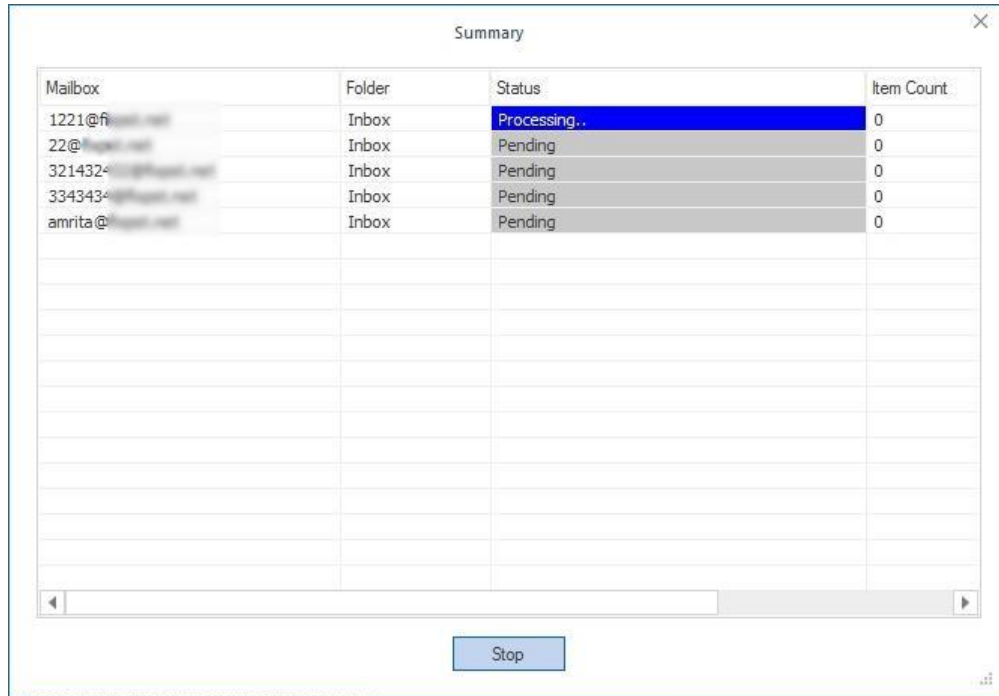 Summary
Mailbox Folder Status Item Count
1221@fi Inbox Processing.. 0
22@ Inbox Pending 0
321432 Inbox Pending 0
3343434 Inbox Pending 0
amrita@ Inbox Pending 0
Stop